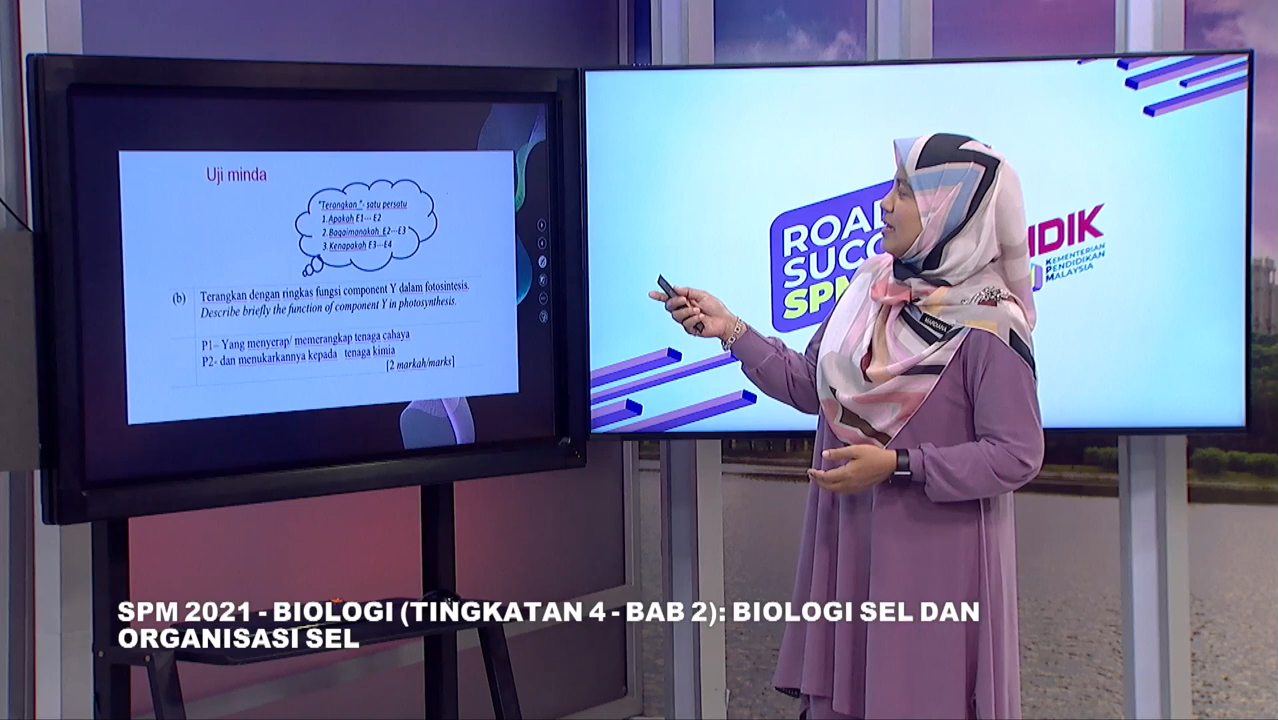 Uji minda
"Terangkan "- satu persatu
1.Apakah E1--- E2
2.Bagaimanakah E2---E3
3.Kenapakah E3---E4
(b) Terangkan dengan ringkas fungsi component Y dalam fotosintesis.
Describe briefly the function of component Y in photosynthesis.
P1– Yang menyerap/ memerangkap tenaga cahaya
P2- dan menukarkannya kepada tenaga kimia
[2 markah/marks]
ROAD
SUCC
SPM
IDIK
KEMENTERIAN
PENDIDIKAN
MALAYSIA
SPM 2021 - BIOLOGI (TINGKATAN 4 - BAB 2): BIOLOGI SEL DAN
ORGANISASI SEL